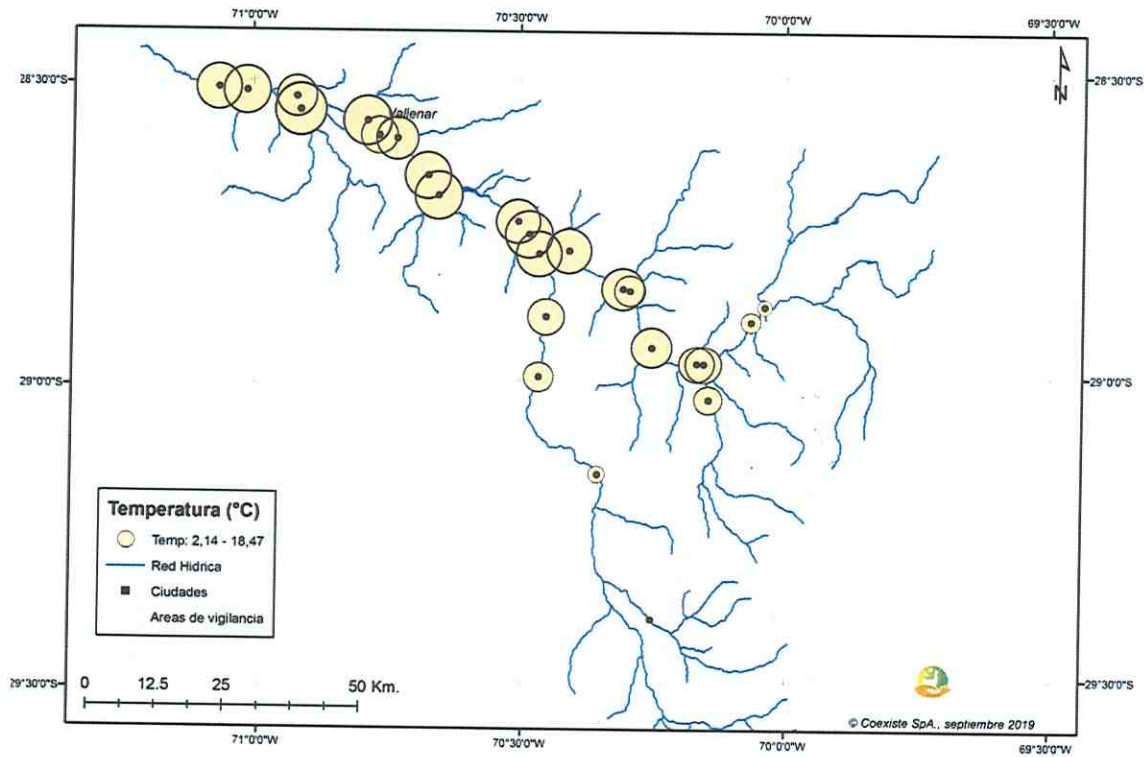 71°0'0"W
70°30'0"W
70°0'0"W
69°30'0"W
28°30'0"S
28°30'0"S
N
Vallenar
29°0'0"S
29°0'0"S
Temperatura (°C)
Temp: 2,14 - 18,47
Red Hidrica
Ciudades
Areas de vigilancia
0 12.5 25 50 Km.
29°30'0"S
29°30'0"S
© Coexiste SpA., septiembre 2019
71°0'0"W
70°30'0"W
70°0'0"W
69°30'0"W